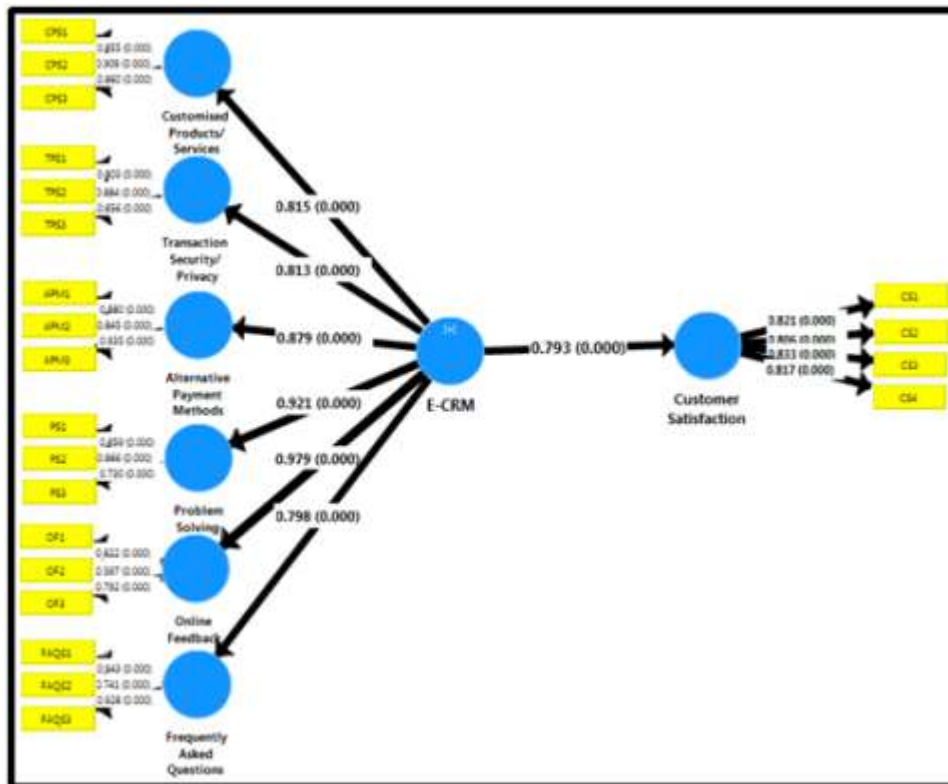 CPS1
0.855 (0.000)
CPS2
0.909 (0.000)
CPS3
0.860 (0.000)
Customised
Products/
Services
TPS1
0.809 (0.000)
TPS2
0.884 (0.000)
TPS3
0.856 (0.000)
Transaction
Security/
Privacy
APM1
(0.000)
APM2
0.845 (0.000)
APM3
0.835 (0.000)
Alternative
Payment
Methods
PS1
0.859 (0.000)
PS2
0.866 (0.000)
PS3
0.730 (0.000)
Problem
Solving
OF1
(0.000)
OF2
(0.000)
OF3
0.792 (0.000)
Online
Feedback
FAQS1
0.843 (0.000)
FAQS2
0.741 (0.000)
FAQS3
(0.000)
Frequently
Asked
Questions
0.815 (0.000)
0.813 (0.000)
0.879 (0.000)
0.921 (0.000)
0.979 (0.000)
0.798 (0.000)
E-CRM
0.793 (0.000)
Customer
Satisfaction
0.821 (0.000)
0.806 (0.000)
0.833 (0.000)
0.817 (0.000)
CS1
CS2
CS3
CS4